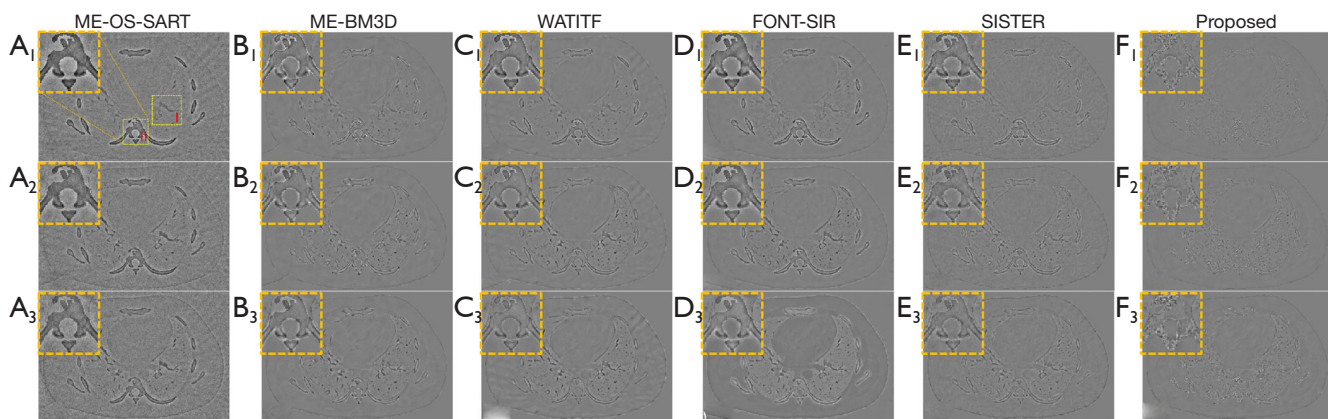 ME-OS-SART ME-BM3D WATITF FONT-SIR SISTER Proposed
A1 B1 C1 D1 E1 F1
A2 B2 C2 D2 E2 F2
A3 B3 C3 D3 E3 F3